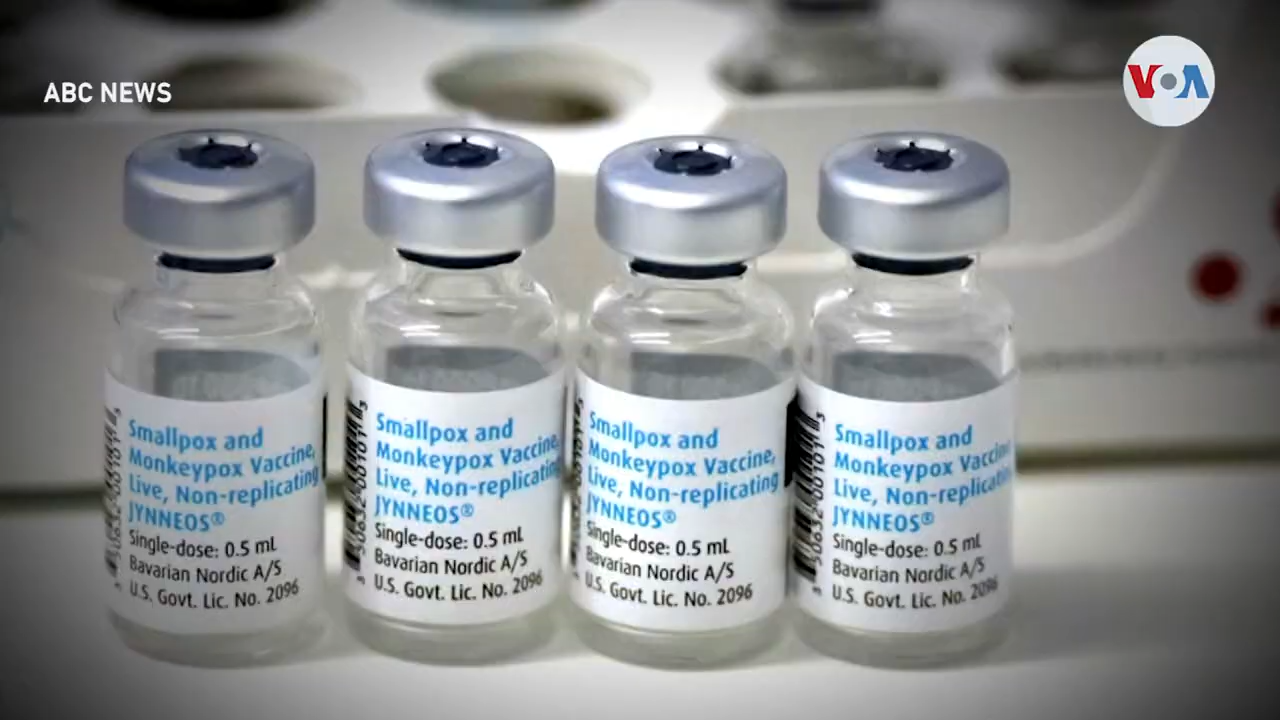 ABC NEWS
VOA
Smallpox and
Monkeypox Vaccine,
Live, Non-replicating
JYNNEOS®
Single-dose: 0.5 mL
Bavarian Nordic A/S
U.S. Govt. Lic. No. 2096
Smallpox and
Monkeypox Vaccine,
Live, Non-replicating
JYNNEOS®
Single-dose: 0.5 mL
Bavarian Nordic A/S
U.S. Govt. Lic. No. 2096
Smallpox and
Monkeypox Vaccine,
Live, Non-replicating
JYNNEOS®
Single-dose: 0.5 mL
Bavarian Nordic A/S
U.S. Govt. Lic. No. 2096
Smallpox and
Monkeypox Vaccin
Live, Non-replicatin
JYNNEOS®
Single-dose: 0.5 mL
Bavarian Nordic A/S
U.S. Govt. Lic. No. 2096